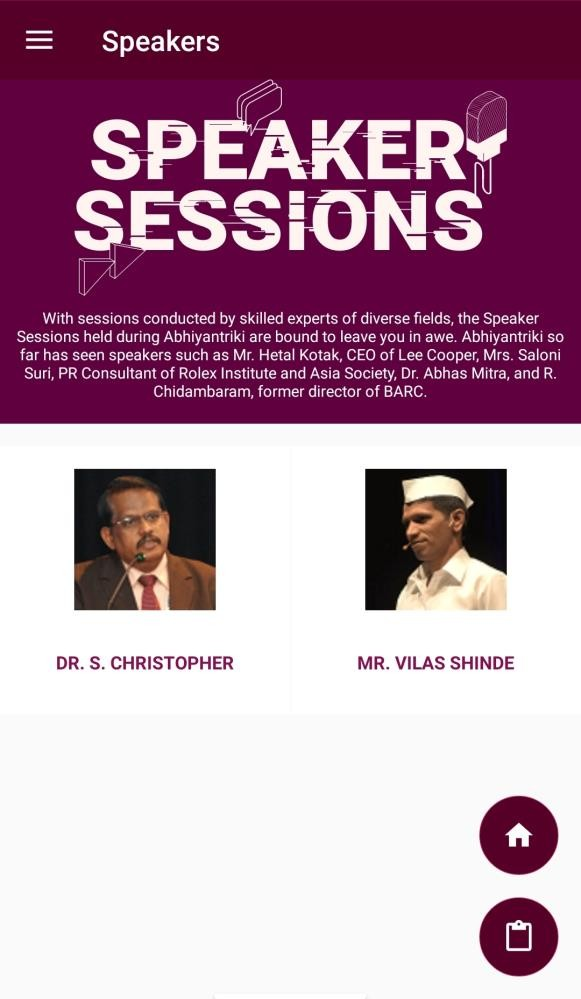 Speakers
SPEAKER
SESSIONS
With sessions conducted by skilled experts of diverse fields, the Speaker
Sessions held during Abhiyantriki are bound to leave you in awe. Abhiyantriki so
far has seen speakers such as Mr. Hetal Kotak, CEO of Lee Cooper, Mrs. Saloni
Suri, PR Consultant of Rolex Institute and Asia Society, Dr. Abhas Mitra, and R.
Chidambaram, former director of BARC.
DR. S. CHRISTOPHER
MR. VILAS SHINDE